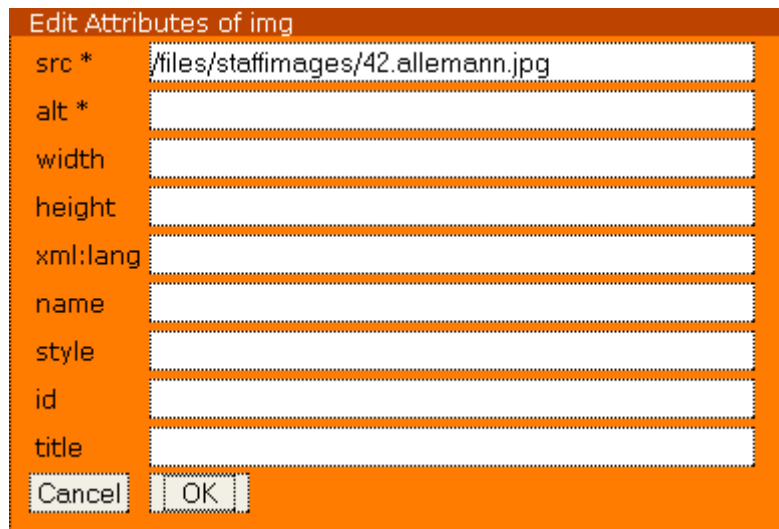 Edit Attributes of img
src * /files/staffimages/42.allemann.jpg
alt *
width
height
xml:lang
name
style
id
title
Cancel OK